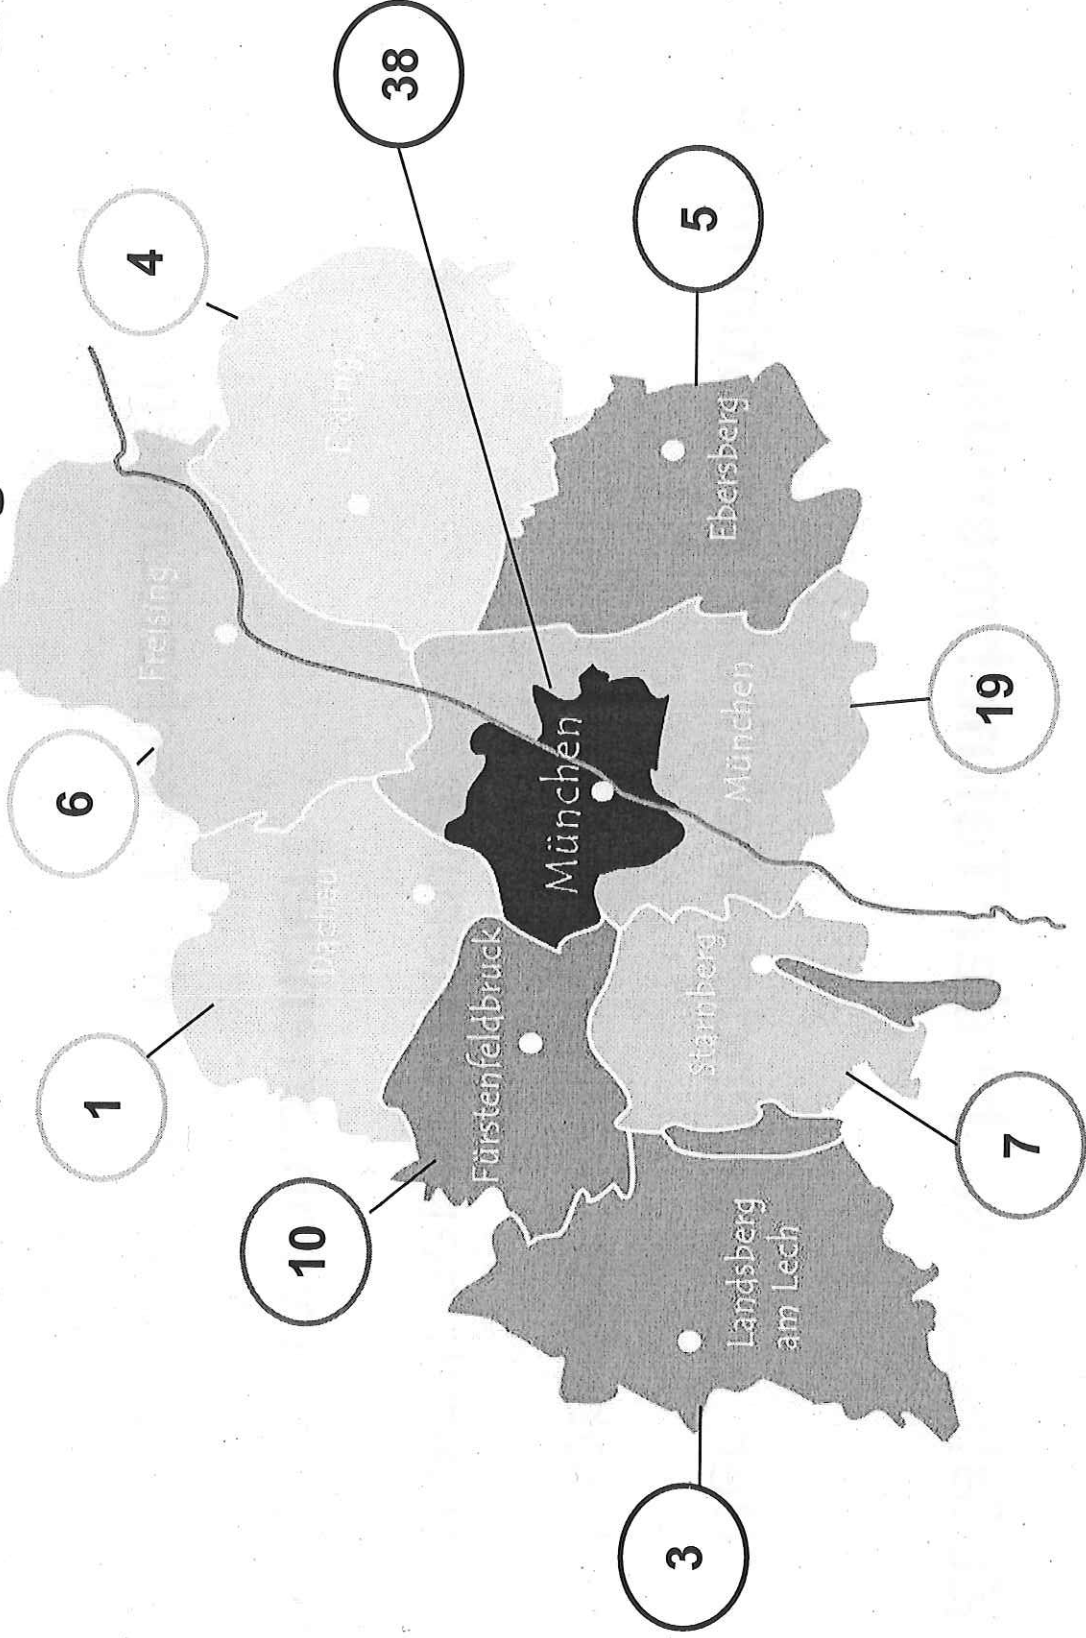 6
4
1
38
10
5
3
7
19
Freising
Erding
Dachau
Fürstenfeldbruck
München
Ebersberg
Starnberg
München
Landsberg
am Lech